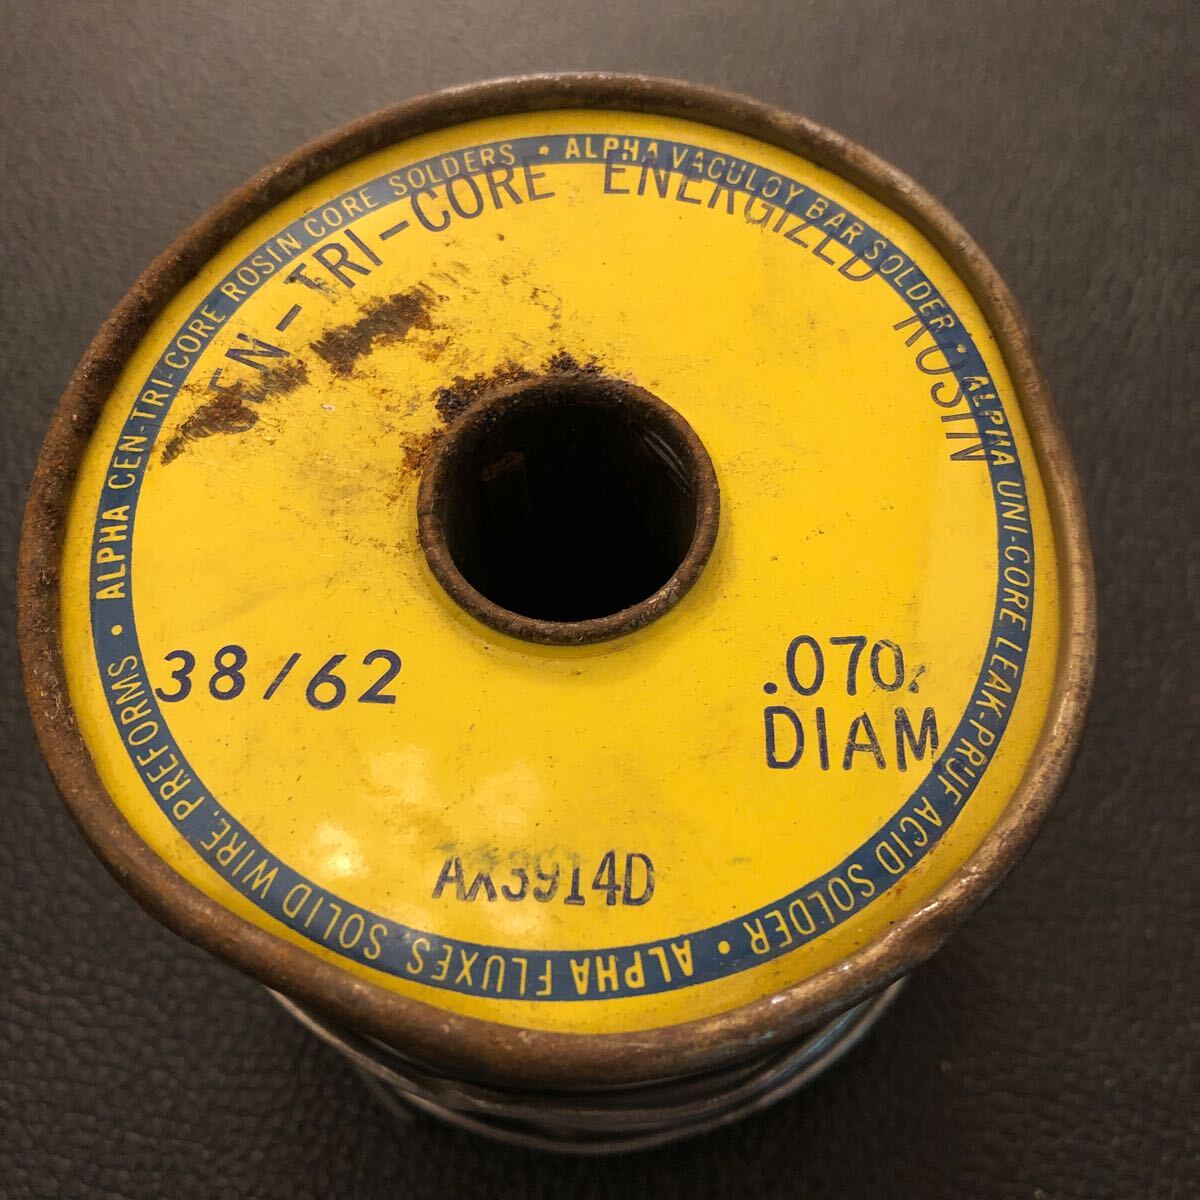 • ALPHA CEN-TRI-CORE ROSIN CORE SOLDERS • ALPHA VACULOY BAR SOLDER • ALPHA UNI-CORE LEAK-PRUF ACID SOLDER • ALPHA FLUXES, SOLID WIRE, PREFORMS
CEN-TRI-CORE ENERGIZED ROSIN
38/62
.070
DIAM
AX3914D